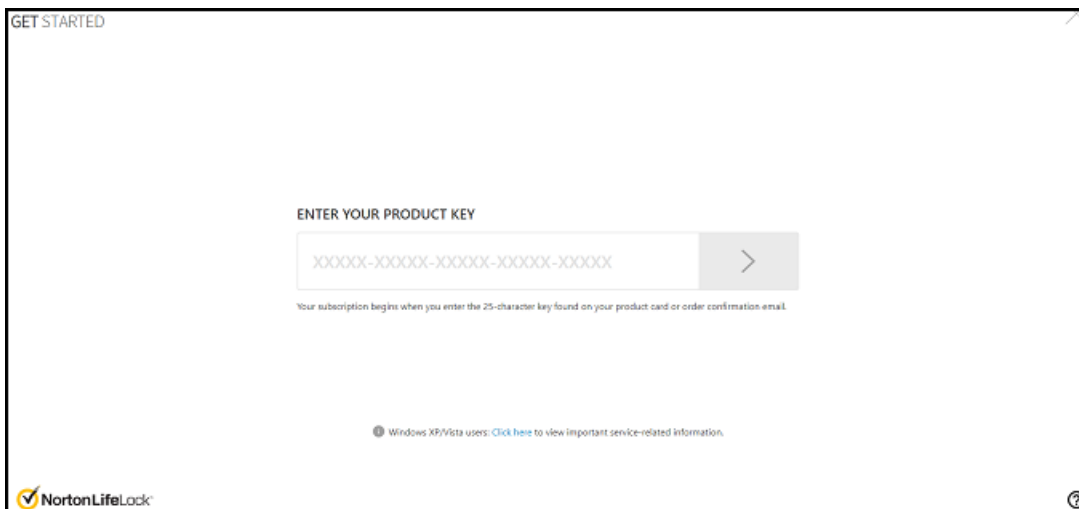 GET STARTED
ENTER YOUR PRODUCT KEY
XXXXX-XXXXX-XXXXX-XXXXX-XXXXX
Your subscription begins when you enter the 25-character key found on your product card or order confirmation email.
Windows XP/Vista users: Click here to view important service-related information.
NortonLifeLock